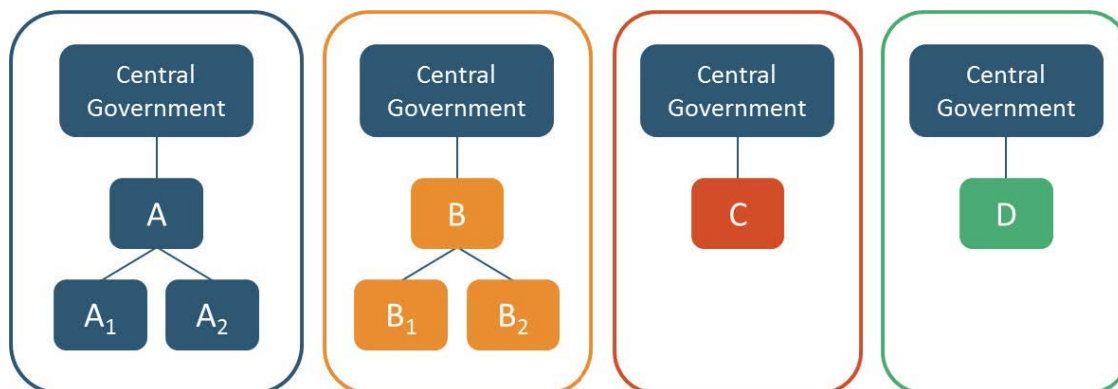 Central
Government
Central
Government
Central
Government
Central
Government
A
B
C
D
A₁
A₂
B₁
B₂